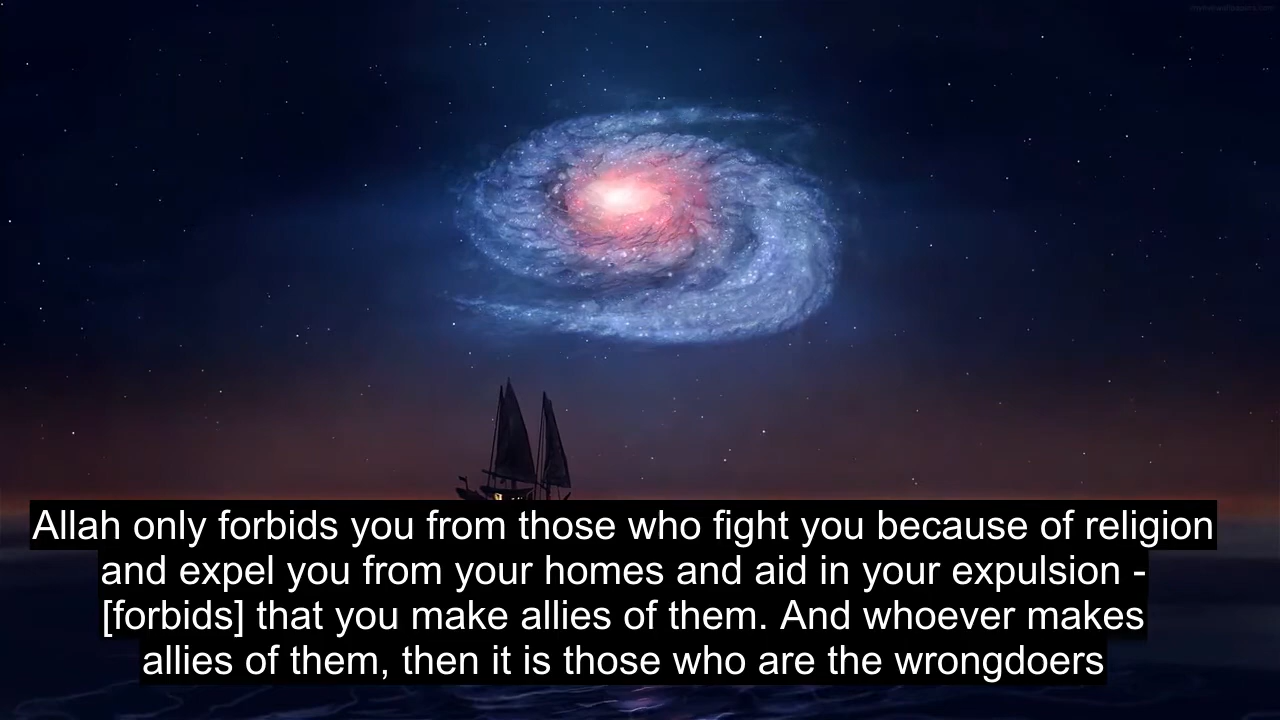 Allah only forbids you from those who fight you because of religion
and expel you from your homes and aid in your expulsion -
[forbids] that you make allies of them. And whoever makes
allies of them, then it is those who are the wrongdoers